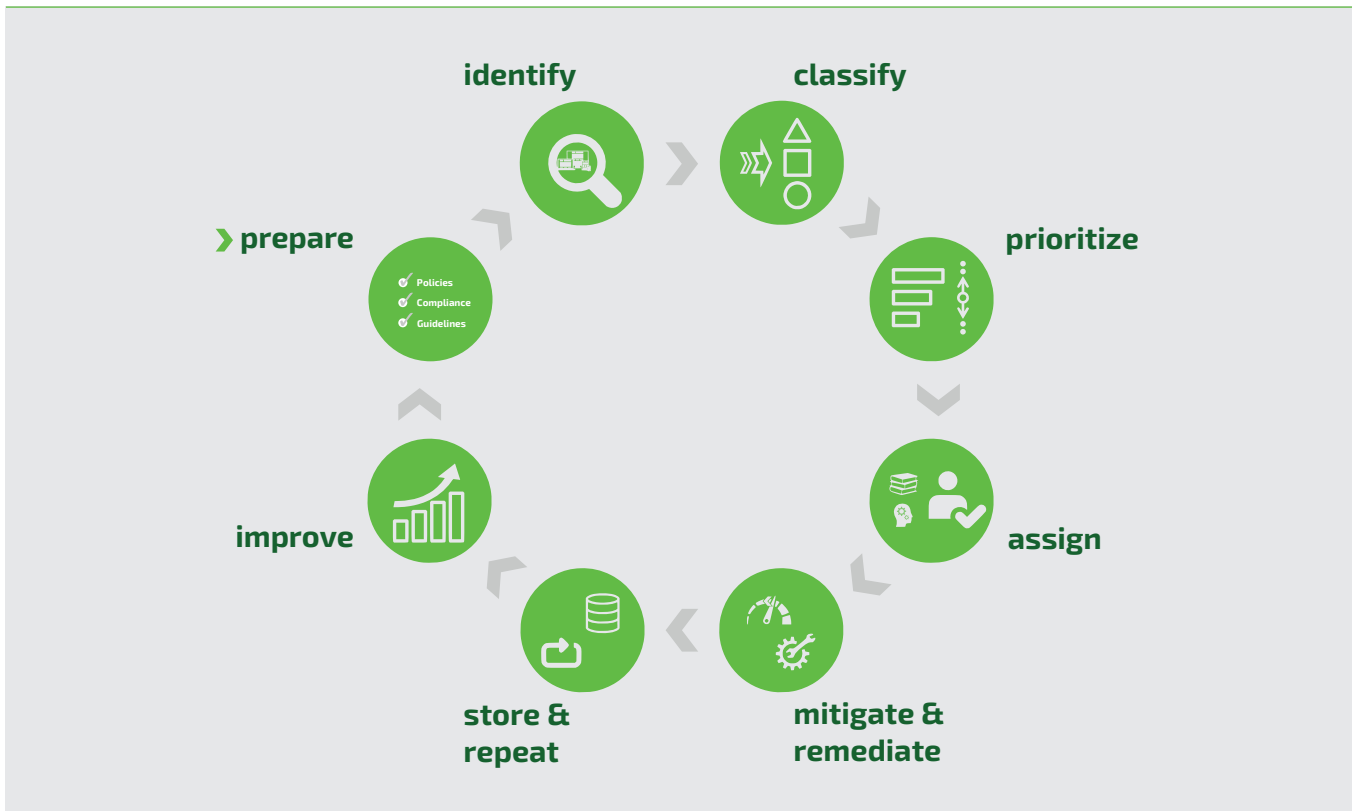 identify
classify
prepare
Policies
Compliance
Guidelines
prioritize
improve
assign
store &
repeat
mitigate &
remediate